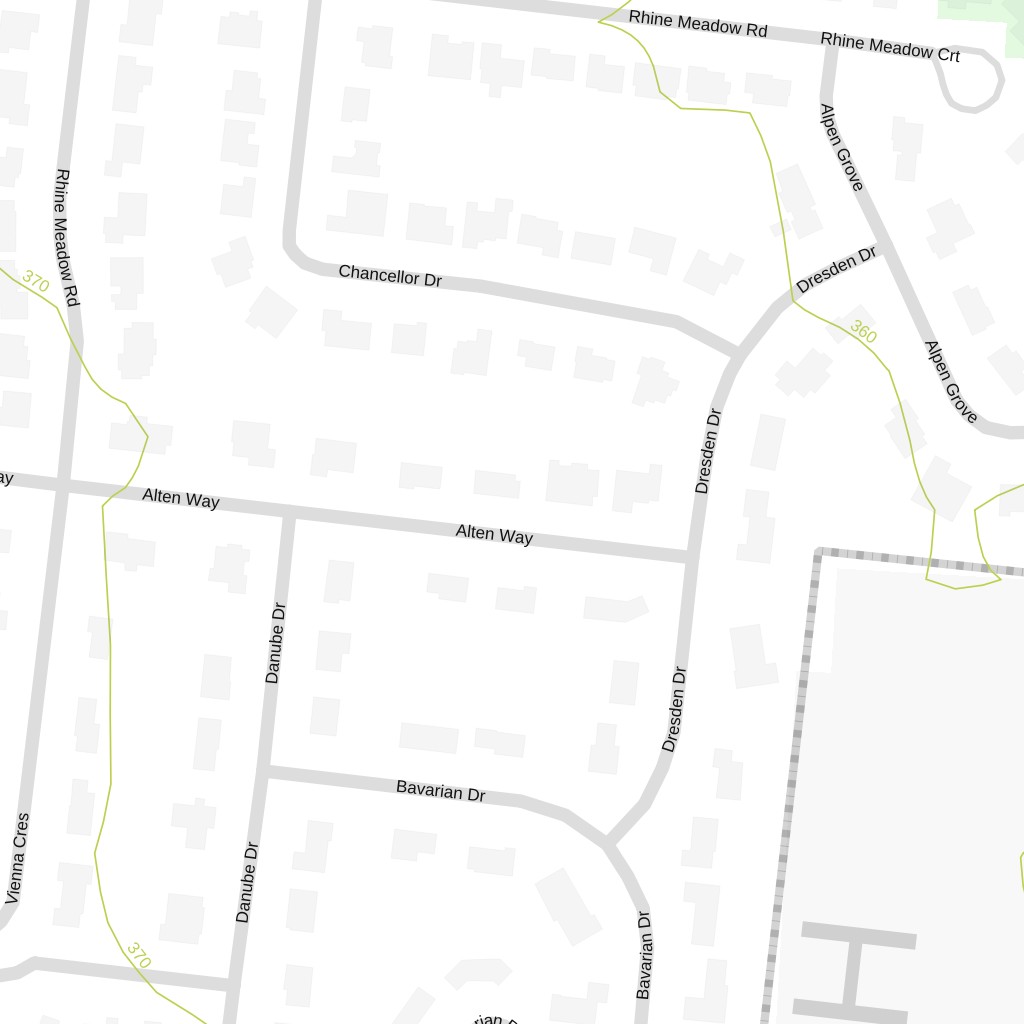 Rhine Meadow Rd
Rhine Meadow Crt
Alpen Grove
Rhine Meadow Rd
Dresden Dr
370
Chancellor Dr
360
Alpen Grove
Dresden Dr
ay
Alten Way
Alten Way
Danube Dr
Dresden Dr
Bavarian Dr
Vienna Cres
Danube Dr
Bavarian Dr
370